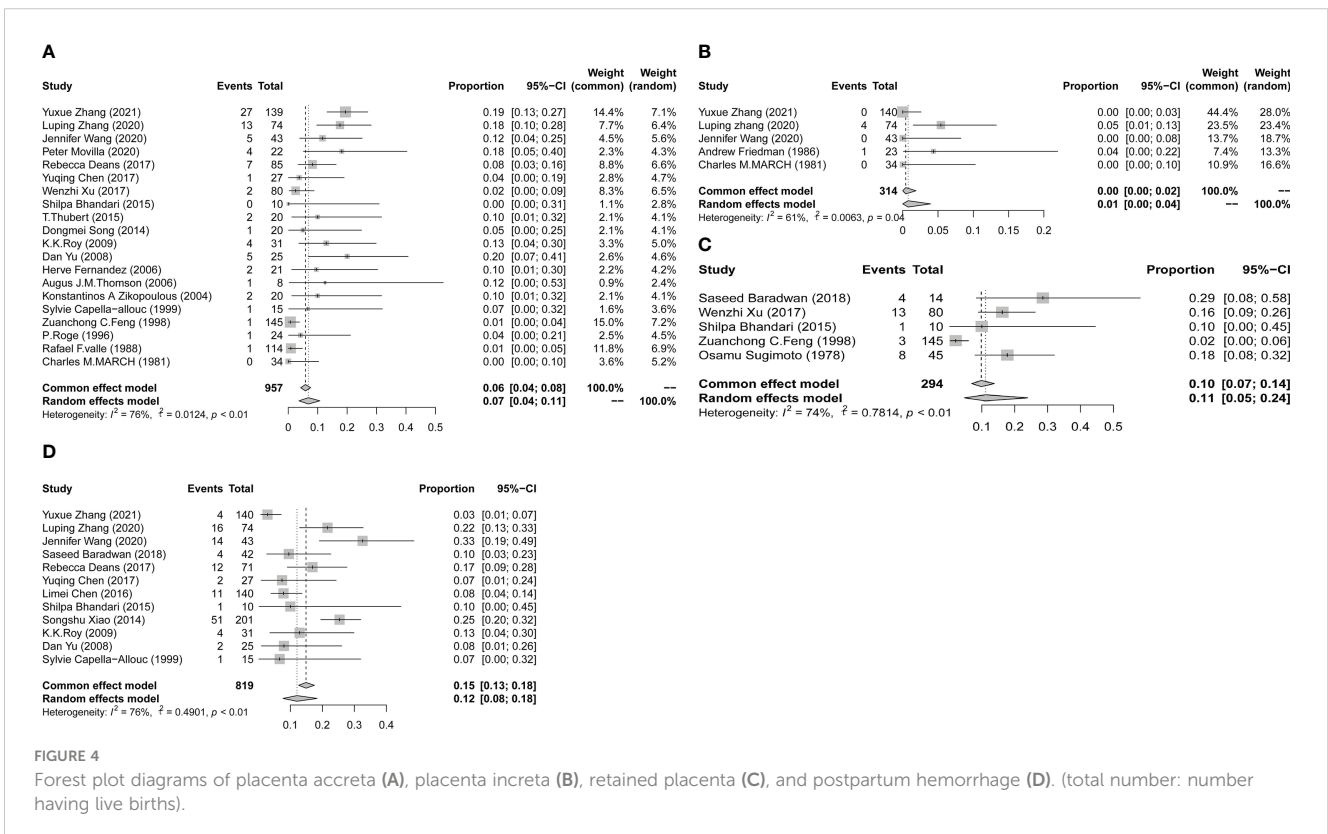 A
Weight Weight
Study Events Total Proportion 95%−CI (common) (random)
Yuxue Zhang (2021) 27 139 0.19 [0.13; 0.27] 14.4% 7.1%
Luping Zhang (2020) 13 74 0.18 [0.10; 0.28] 7.7% 6.4%
Jennifer Wang (2020) 5 43 0.12 [0.04; 0.25] 4.5% 5.5%
Peter Movilla (2020) 4 22 0.18 [0.05; 0.40] 2.3% 4.3%
Rebecca Deans (2017) 7 85 0.08 [0.03; 0.16] 8.8% 6.6%
Yuqing Chen (2017) 1 27 0.04 [0.00; 0.19] 2.8% 4.7%
Wenzhi Xu (2017) 2 80 0.02 [0.00; 0.09] 8.3% 6.5%
Shilpa Bhandari (2015) 0 10 0.00 [0.00; 0.31] 1.1% 2.8%
T.Thubert (2015) 2 20 0.10 [0.01; 0.32] 2.1% 4.1%
Dongmei Song (2014) 1 20 0.05 [0.00; 0.25] 2.1% 4.1%
K.K.Roy (2009) 4 31 0.13 [0.04; 0.30] 3.3% 5.0%
Dan Yu (2008) 5 25 0.20 [0.07; 0.41] 2.6% 4.6%
Herve Fernandez (2006) 2 21 0.10 [0.01; 0.30] 2.2% 4.2%
Augus J.M.Thomson (2006) 1 8 0.12 [0.00; 0.53] 0.9% 2.4%
Konstantinos A Zikopoulous (2004) 2 20 0.10 [0.01; 0.32] 2.1% 4.1%
Sylvie Capella−allouc (1999) 1 15 0.07 [0.00; 0.32] 1.6% 3.6%
Zuanchong C.Feng (1998) 1 145 0.01 [0.00; 0.04] 15.0% 7.2%
P.Roge (1996) 1 24 0.04 [0.00; 0.21] 2.5% 4.5%
Rafael F.valle (1988) 1 114 0.01 [0.00; 0.05] 11.8% 6.9%
Charles M.MARCH (1981) 0 34 0.00 [0.00; 0.10] 3.6% 5.2%
Common effect model 957 0.06 [0.04; 0.08] 100.0% −−
Random effects model 0.07 [0.04; 0.11] −− 100.0%
Heterogeneity: I² = 76%, τ² = 0.0124, p < 0.01
0 0.1 0.2 0.3 0.4 0.5
B
Weight Weight
Study Events Total Proportion 95%−CI (common) (random)
Yuxue Zhang (2021) 0 140 0.00 [0.00; 0.03] 44.4% 28.0%
Luping zhang (2020) 4 74 0.05 [0.01; 0.13] 23.5% 23.4%
Jennifer Wang (2020) 0 43 0.00 [0.00; 0.08] 13.7% 18.7%
Andrew Friedman (1986) 1 23 0.04 [0.00; 0.22] 7.4% 13.3%
Charles M.MARCH (1981) 0 34 0.00 [0.00; 0.10] 10.9% 16.6%
Common effect model 314 0.00 [0.00; 0.02] 100.0% −−
Random effects model 0.01 [0.00; 0.04] −− 100.0%
Heterogeneity: I² = 61%, τ² = 0.0063, p = 0.04
0 0.05 0.1 0.15 0.2
C
Study Events Total Proportion 95%−CI
Saseed Baradwan (2018) 4 14 0.29 [0.08; 0.58]
Wenzhi Xu (2017) 13 80 0.16 [0.09; 0.26]
Shilpa Bhandari (2015) 1 10 0.10 [0.00; 0.45]
Zuanchong C.Feng (1998) 3 145 0.02 [0.00; 0.06]
Osamu Sugimoto (1978) 8 45 0.18 [0.08; 0.32]
Common effect model 294 0.10 [0.07; 0.14]
Random effects model 0.11 [0.05; 0.24]
Heterogeneity: I² = 74%, τ² = 0.7814, p < 0.01
0.1 0.2 0.3 0.4 0.5
D
Study Events Total Proportion 95%−CI
Yuxue Zhang (2021) 4 140 0.03 [0.01; 0.07]
Luping Zhang (2020) 16 74 0.22 [0.13; 0.33]
Jennifer Wang (2020) 14 43 0.33 [0.19; 0.49]
Saseed Baradwan (2018) 4 42 0.10 [0.03; 0.23]
Rebecca Deans (2017) 12 71 0.17 [0.09; 0.28]
Yuqing Chen (2017) 2 27 0.07 [0.01; 0.24]
Limei Chen (2016) 11 140 0.08 [0.04; 0.14]
Shilpa Bhandari (2015) 1 10 0.10 [0.00; 0.45]
Songshu Xiao (2014) 51 201 0.25 [0.20; 0.32]
K.K.Roy (2009) 4 31 0.13 [0.04; 0.30]
Dan Yu (2008) 2 25 0.08 [0.01; 0.26]
Sylvie Capella−Allouc (1999) 1 15 0.07 [0.00; 0.32]
Common effect model 819 0.15 [0.13; 0.18]
Random effects model 0.12 [0.08; 0.18]
Heterogeneity: I² = 76%, τ² = 0.4901, p < 0.01
0.1 0.2 0.3 0.4
FIGURE 4
Forest plot diagrams of placenta accreta (A), placenta increta (B), retained placenta (C), and postpartum hemorrhage (D). (total number: number
having live births).